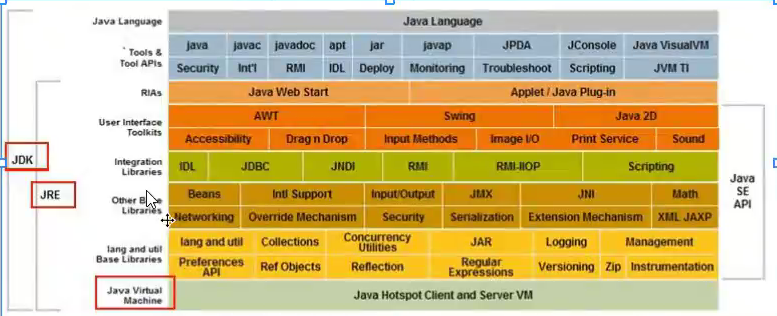 Java Language Java Language
Tools & Tool APIs java javac javadoc apt jar javap JPDA JConsole Java VisualVM
Security Int'l RMI IDL Deploy Monitoring Troubleshoot Scripting JVM TI
RIAs Java Web Start Applet / Java Plug-in
User Interface Toolkits AWT Swing Java 2D
Accessibility Drag n Drop Input Methods Image I/O Print Service Sound
Integration Libraries IDL JDBC JNDI RMI RMI-IIOP Scripting
JDK
JRE
Java SE API
Other Base Libraries Beans Intl Support Input/Output JMX JNI Math
Networking Override Mechanism Security Serialization Extension Mechanism XML JAXP
lang and util Base Libraries lang and util Collections Concurrency Utilities JAR Logging Management
Preferences API Ref Objects Reflection Regular Expressions Versioning Zip Instrumentation
Java Virtual Machine Java Hotspot Client and Server VM